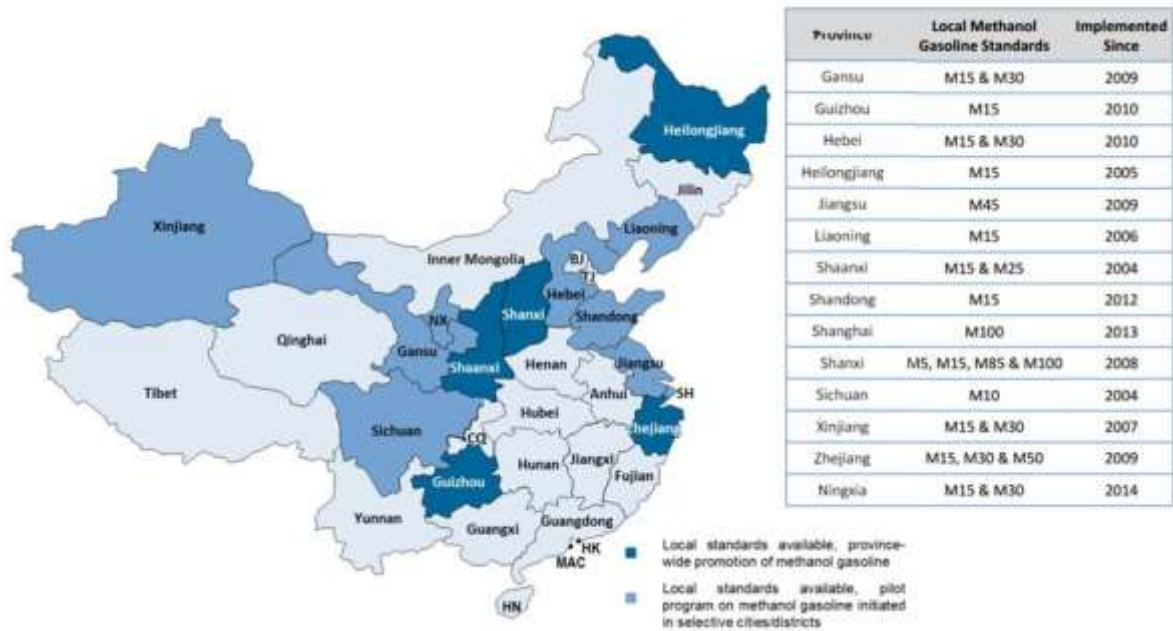 Heilongjiang
Jilin
Xinjiang
Liaoning
Inner Mongolia
BJ
TJ
Hebei
NX
Shanxi
Shandong
Qinghai
Gansu
Jiangsu
Shaanxi
Henan
Tibet
Anhui
SH
Hubei
Zhejiang
Sichuan
CQ
Hunan
Jiangxi
Guizhou
Fujian
Yunnan
Guangxi
Guangdong
HK
MAC
HN
Province Local Methanol Gasoline Standards Implemented Since
Gansu M15 & M30 2009
Guizhou M15 2010
Hebei M15 & M30 2010
Heilongjiang M15 2005
Jiangsu M45 2009
Liaoning M15 2006
Shaanxi M15 & M25 2004
Shandong M15 2012
Shanghai M100 2013
Shanxi M5, M15, M85 & M100 2008
Sichuan M10 2004
Xinjiang M15 & M30 2007
Zhejiang M15, M30 & M50 2009
Ningxia M15 & M30 2014
Local standards available, province-
wide promotion of methanol gasoline
Local standards available, pilot
program on methanol gasoline initiated
in selective cities/districts